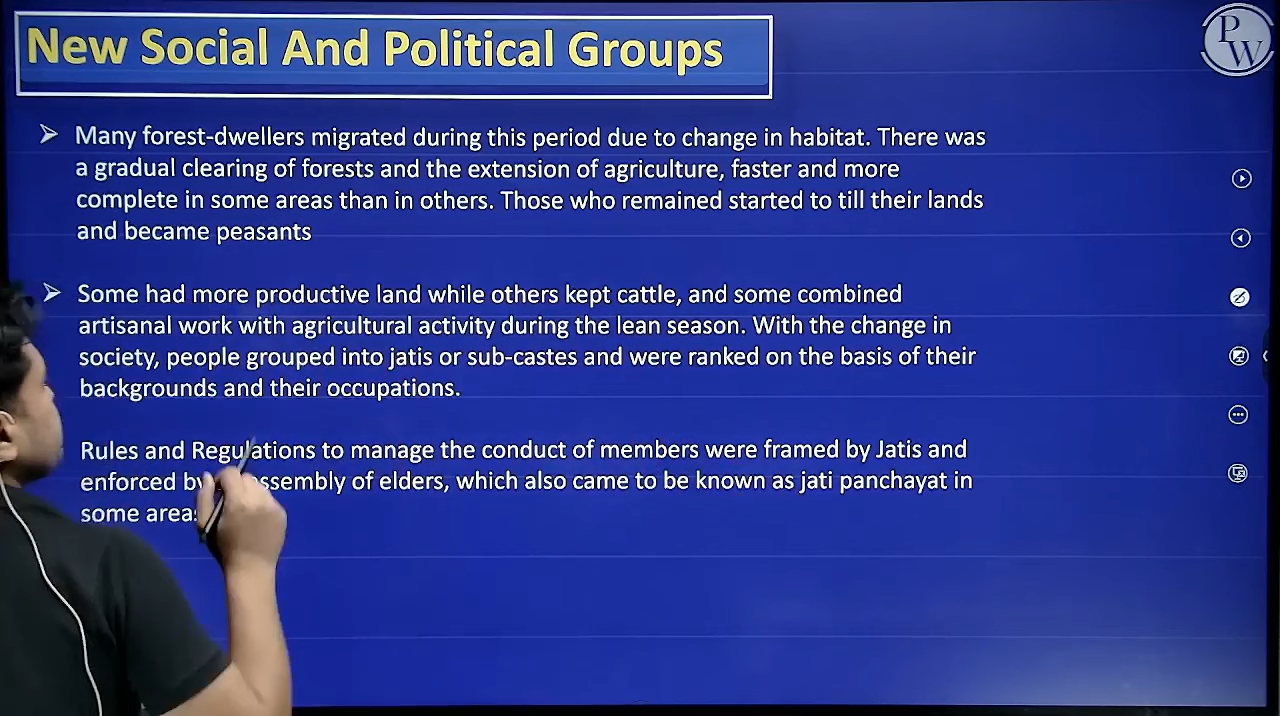 New Social And Political Groups
PW
Many forest-dwellers migrated during this period due to change in habitat. There was
a gradual clearing of forests and the extension of agriculture, faster and more
complete in some areas than in others. Those who remained started to till their lands
and became peasants
Some had more productive land while others kept cattle, and some combined
artisanal work with agricultural activity during the lean season. With the change in
society, people grouped into jatis or sub-castes and were ranked on the basis of their
backgrounds and their occupations.
Rules and Regulations to manage the conduct of members were framed by Jatis and
enforced by assembly of elders, which also came to be known as jati panchayat in
some areas